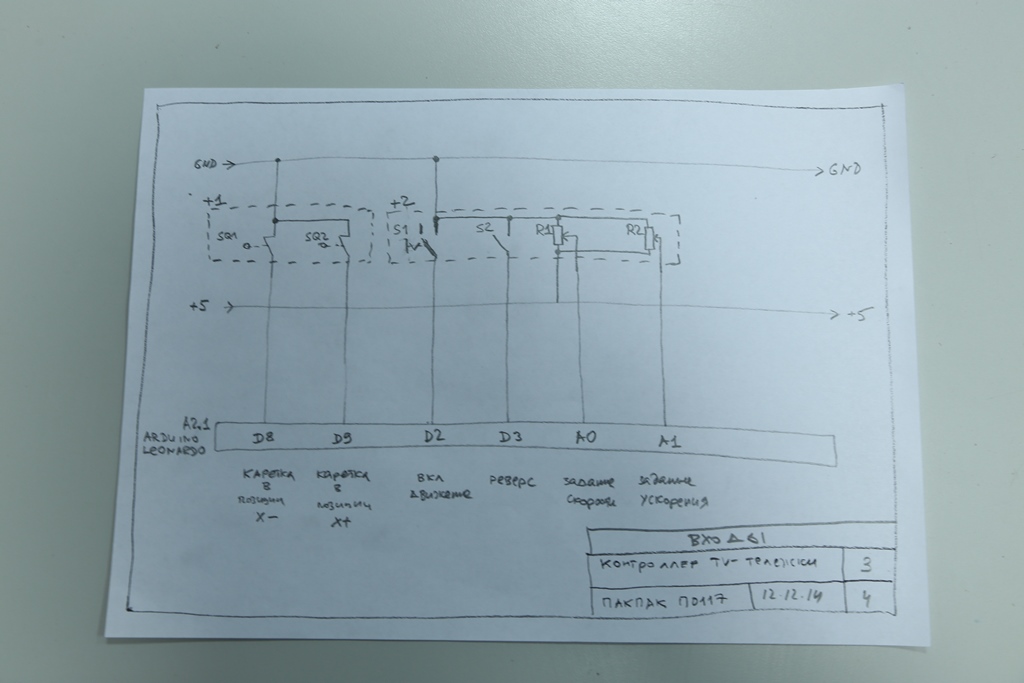 GND
GND
+1
+2
SQ1
SQ2
S1
S2
R1
R2
+5
+5
A2.1
ARDUINO
LEONARDO
D8
D9
D2
D3
A0
A1
КАРЕТКА
В
ПОЗИЦИИ
X-
КАРЕТКА
В
ПОЗИЦИИ
X+
ВКЛ
ДВИЖЕНИЕ
РЕВЕРС
ЗАДАНИЕ
СКОРОСТИ
ЗАДАНИЕ
УСКОРЕНИЯ
ВХОДЫ
КОНТРОЛЛЕР TV-ТЕЛЕЖКИ
3
ПАКПАК П0117
12.12.14
4